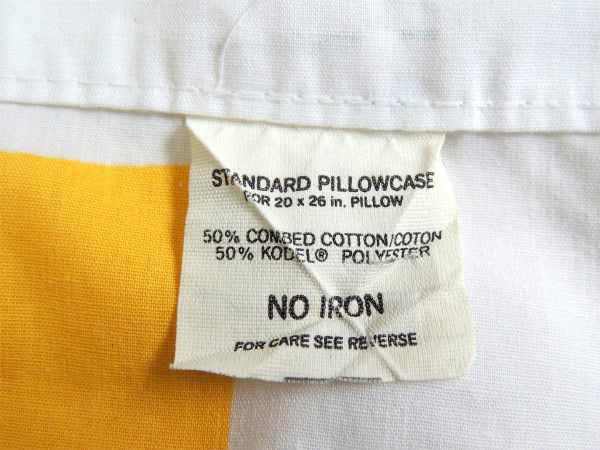 STANDARD PILLOWCASE
FOR 20 x 26 in. PILLOW
50% COMBED COTTON/COTON
50% KODEL® POLYESTER
NO IRON
FOR CARE SEE REVERSE